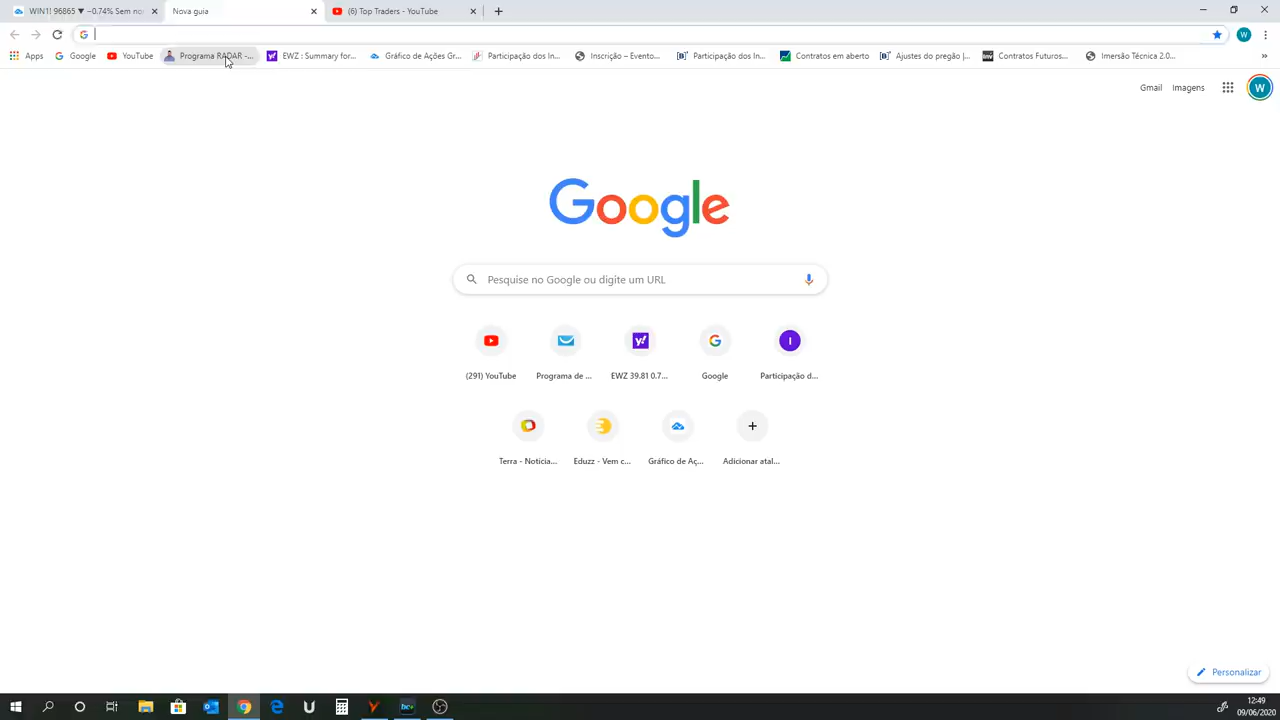 WIN1! 96865 ▼ −0.74% Sem no
Nova guia
(6) Top Traders - YouTube
Apps
Google
YouTube
Programa RADAR -...
EWZ : Summary for...
Gráfico de Ações Gr...
Participação dos In...
Inscrição – Evento...
Participação dos In...
Contratos em aberto
Ajustes do pregão |...
Contratos Futuros...
Imersão Técnica 2.0...
»
W
Gmail
Imagens
W
Google
Pesquise no Google ou digite um URL
(291) YouTube
Programa de ...
EWZ 39.81 0.7...
Google
I
Participação d...
Terra - Notícia...
Eduzz - Vem c...
Gráfico de Aç...
Adicionar atal...
Personalizar
12:49
09/06/2020